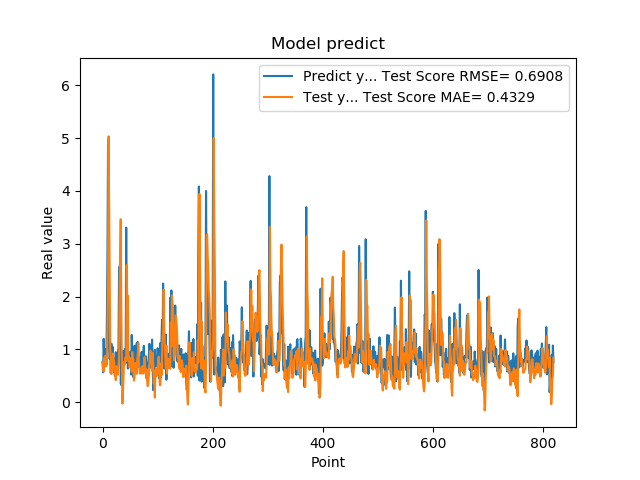 Model predict
Predict y... Test Score RMSE= 0.6908
Test y... Test Score MAE= 0.4329
6
5
4
3
2
1
0
Real value
0 200 400 600 800
Point